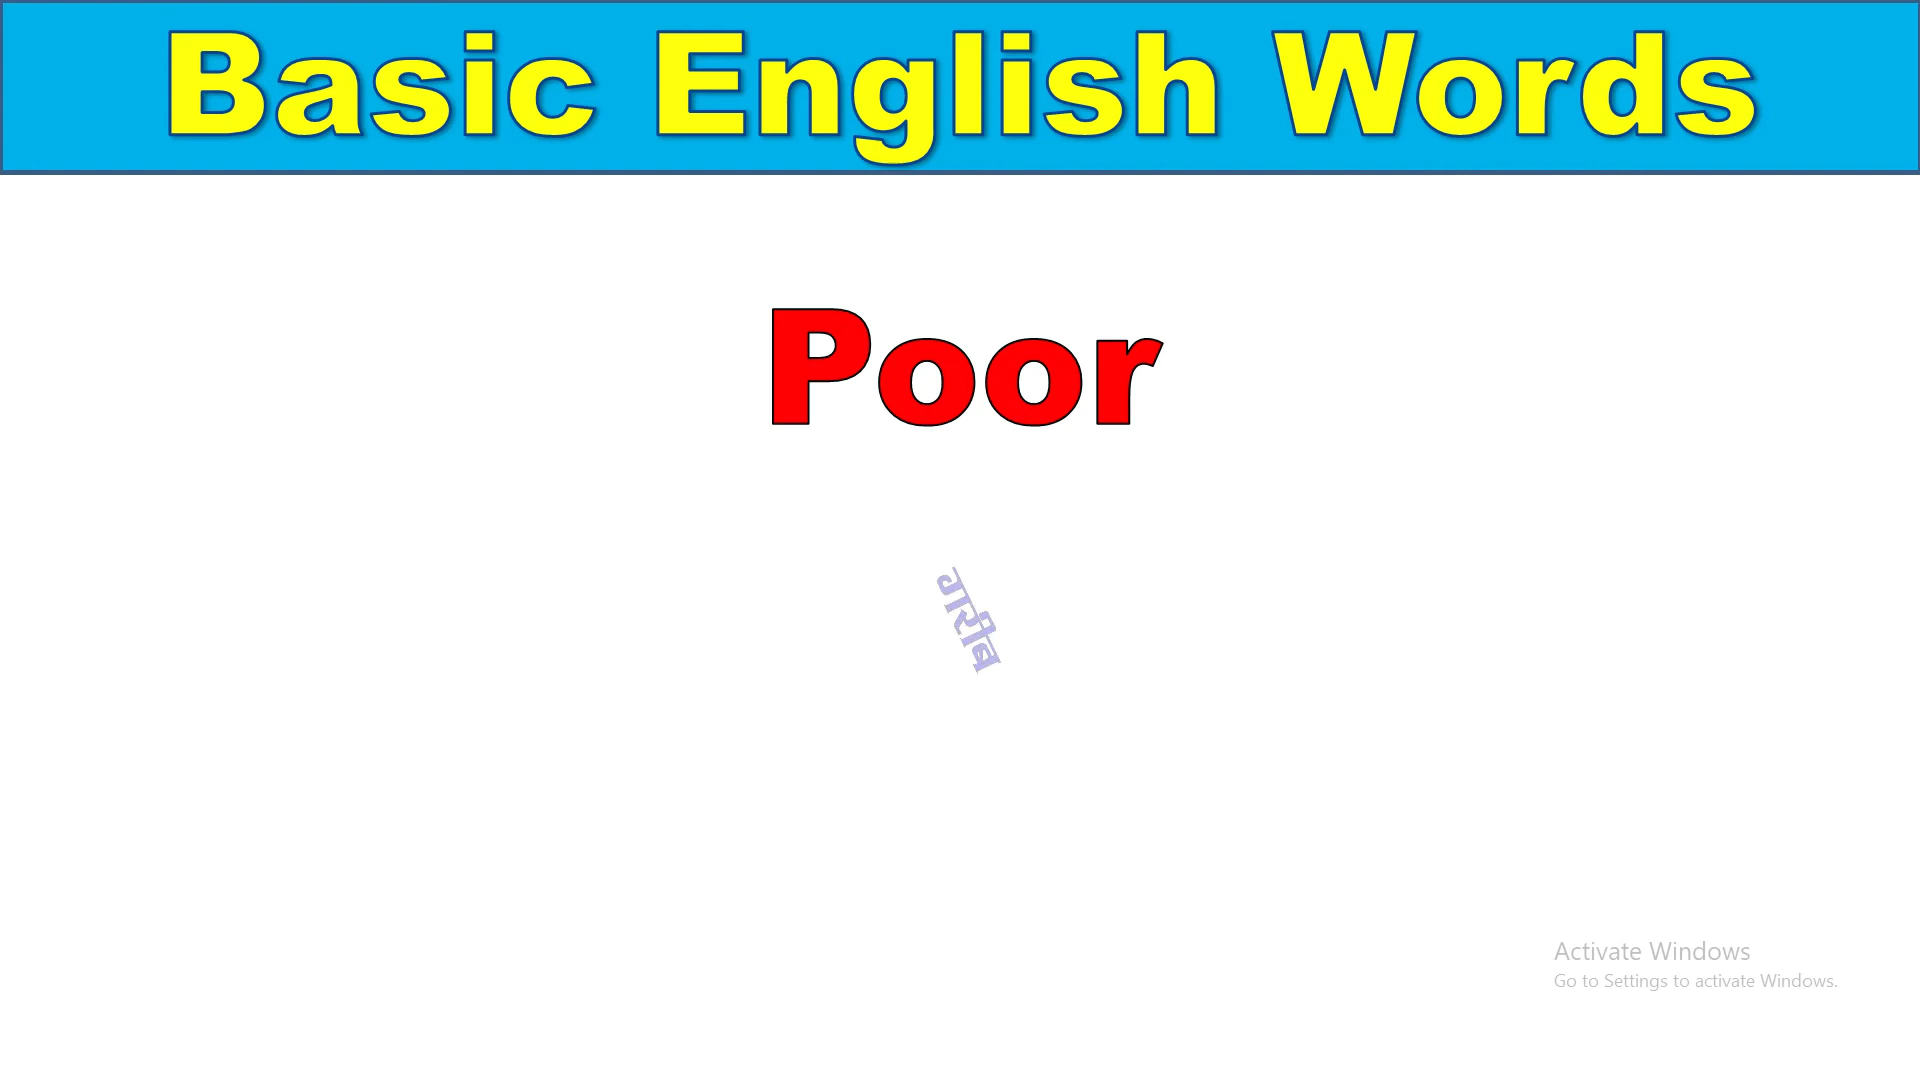 Basic English Words
Poor
गरीब
Activate Windows
Go to Settings to activate Windows.